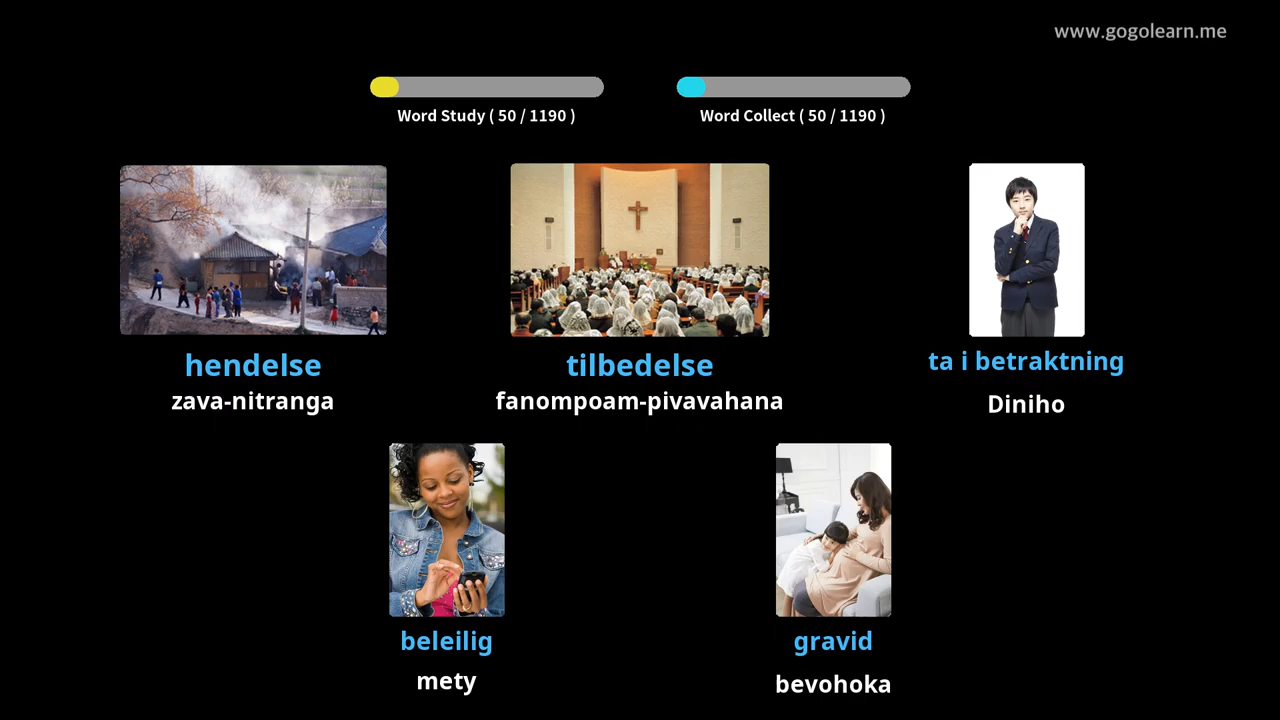 www.gogolearn.me
Word Study ( 50 / 1190 )
Word Collect ( 50 / 1190 )
hendelse
zava-nitranga
tilbedelse
fanompoam-pivavahana
ta i betraktning
Diniho
beleilig
mety
gravid
bevohoka